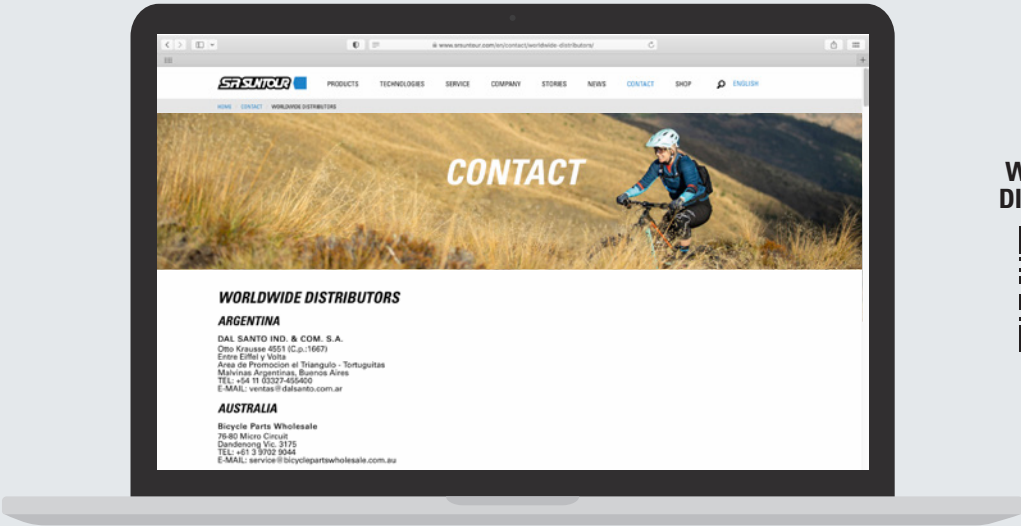 www.srsuntour.com/en/contact/worldwide-distributors/
SR SUNTOUR
PRODUCTS TECHNOLOGIES SERVICE COMPANY STORIES NEWS CONTACT SHOP ENGLISH
HOME CONTACT WORLDWIDE DISTRIBUTORS
CONTACT
WORLDWIDE DISTRIBUTORS
ARGENTINA
DAL SANTO IND. & COM. S.A.
Otto Krausse 4551 (C.p.:1667)
Entre Eiffel y Volta
Area de Promocion el Triangulo - Tortuguitas
Malvinas Argentinas, Buenos Aires
TEL: +54 11 03327-455400
E-MAIL: ventas@dalsanto.com.ar
AUSTRALIA
Bicycle Parts Wholesale
76-80 Micro Circuit
Dandenong Vic. 3175
TEL: +61 3 9702 9044
E-MAIL: service@bicyclepartswholesale.com.au
W
DI